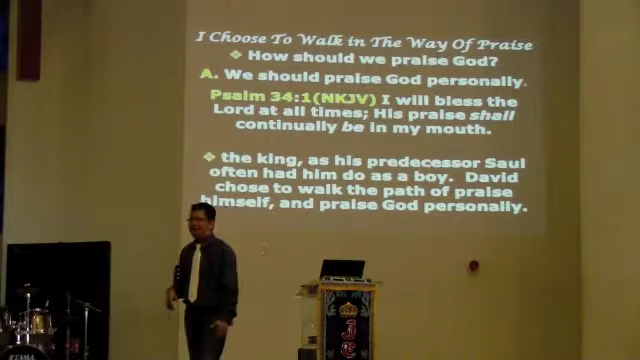 I Choose To Walk in The Way Of Praise
❖ How should we praise God?
A. We should praise God personally.
Psalm 34:1(NKJV) I will bless the
Lord at all times; His praise shall
continually be in my mouth.
❖ the king, as his predecessor Saul
often had him do as a boy. David
chose to walk the path of praise
himself, and praise God personally.
TAMA